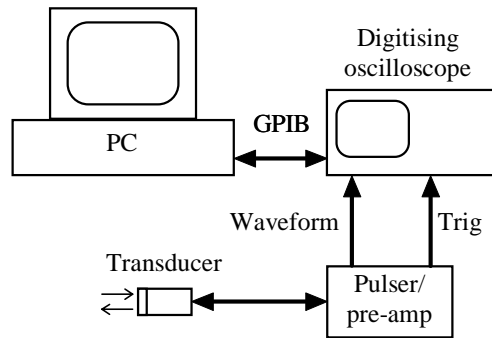 Digitising
oscilloscope
PC
GPIB
Waveform
Trig
Transducer
Pulser/
pre-amp